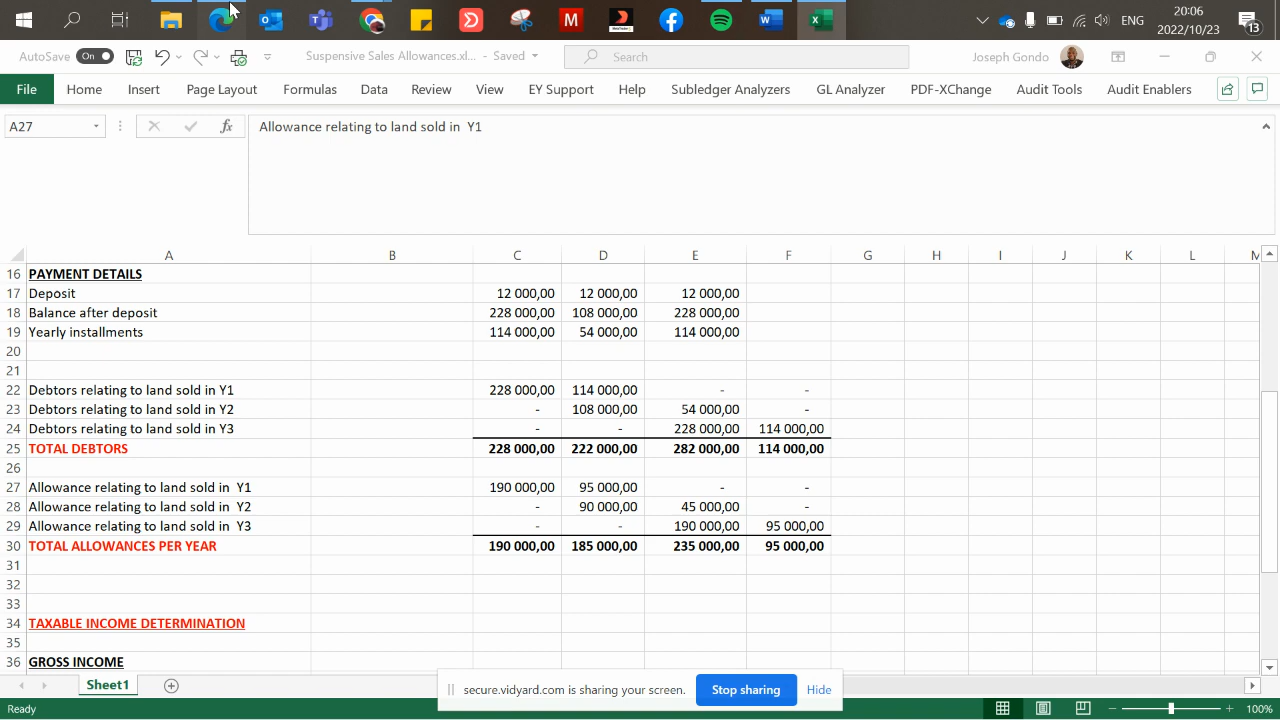 ENG
20:06
2022/10/23
13
AutoSave On
Suspensive Sales Allowances.xl... - Saved
Search
Joseph Gondo
File Home Insert Page Layout Formulas Data Review View EY Support Help Subledger Analyzers GL Analyzer PDF-XChange Audit Tools Audit Enablers
A27 fx Allowance relating to land sold in Y1
A B C D E F G H I J K L M
16 PAYMENT DETAILS
17 Deposit 12 000,00 12 000,00 12 000,00
18 Balance after deposit 228 000,00 108 000,00 228 000,00
19 Yearly installments 114 000,00 54 000,00 114 000,00
20
21
22 Debtors relating to land sold in Y1 228 000,00 114 000,00 - -
23 Debtors relating to land sold in Y2 - 108 000,00 54 000,00 -
24 Debtors relating to land sold in Y3 - - 228 000,00 114 000,00
25 TOTAL DEBTORS 228 000,00 222 000,00 282 000,00 114 000,00
26
27 Allowance relating to land sold in Y1 190 000,00 95 000,00 - -
28 Allowance relating to land sold in Y2 - 90 000,00 45 000,00 -
29 Allowance relating to land sold in Y3 - - 190 000,00 95 000,00
30 TOTAL ALLOWANCES PER YEAR 190 000,00 185 000,00 235 000,00 95 000,00
31
32
33
34 TAXABLE INCOME DETERMINATION
35
36 GROSS INCOME
Sheet1
secure.vidyard.com is sharing your screen. Stop sharing Hide
Ready
100%